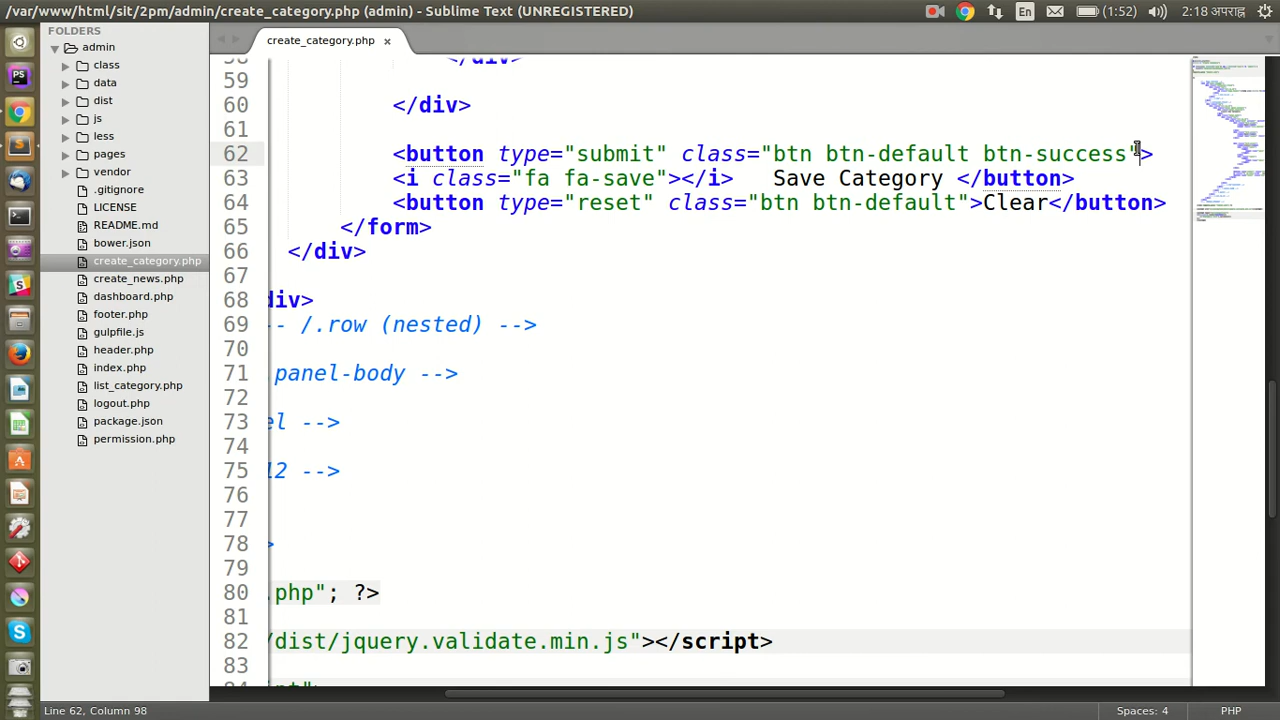 /var/www/html/sit/2pm/admin/create_category.php (admin) - Sublime Text (UNREGISTERED)
En
(1:52)
2:18 अपराह्न
FOLDERS
admin
class
data
dist
js
less
pages
vendor
.gitignore
LICENSE
README.md
bower.json
create_category.php
create_news.php
dashboard.php
footer.php
gulpfile.js
header.php
index.php
list_category.php
logout.php
package.json
permission.php
create_category.php ×
58 </div>
59
60 </div>
61
62 <button type="submit" class="btn btn-default btn-success">
63 <i class="fa fa-save"></i> Save Category </button>
64 <button type="reset" class="btn btn-default">Clear</button>
65 </form>
66 </div>
67
68 div>
69 -- /.row (nested) -->
70
71 panel-body -->
72
73 el -->
74
75 12 -->
76
77
78 >
79
80 .php"; ?>
81
82 /dist/jquery.validate.min.js"></script>
83
84
Line 62, Column 98
Spaces: 4
PHP